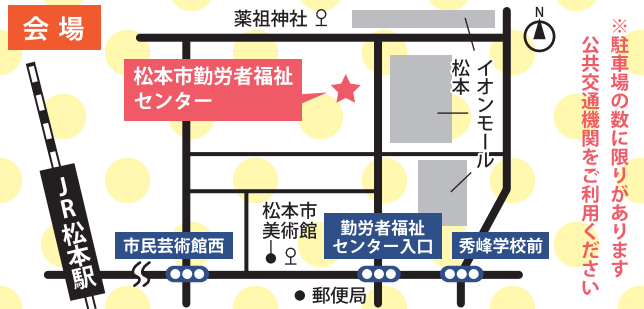 会場
薬祖神社
N
松本市勤労者福祉
センター
イオンモール
松本
※駐車場の数に限りがあります
公共交通機関をご利用ください
JR松本駅
松本市
美術館
市民芸術館西
勤労者福祉
センター入口
秀峰学校前
郵便局